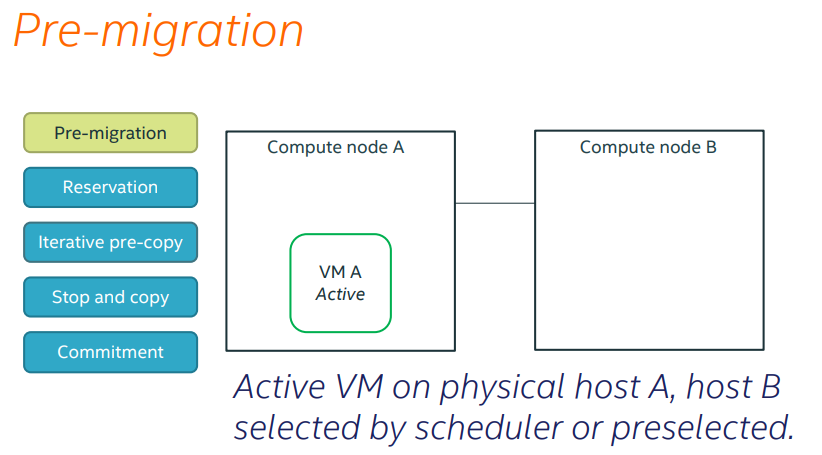 Pre-migration
Pre-migration
Reservation
Iterative pre-copy
Stop and copy
Commitment
Compute node A
VM A
Active
Compute node B
Active VM on physical host A, host B
selected by scheduler or preselected.